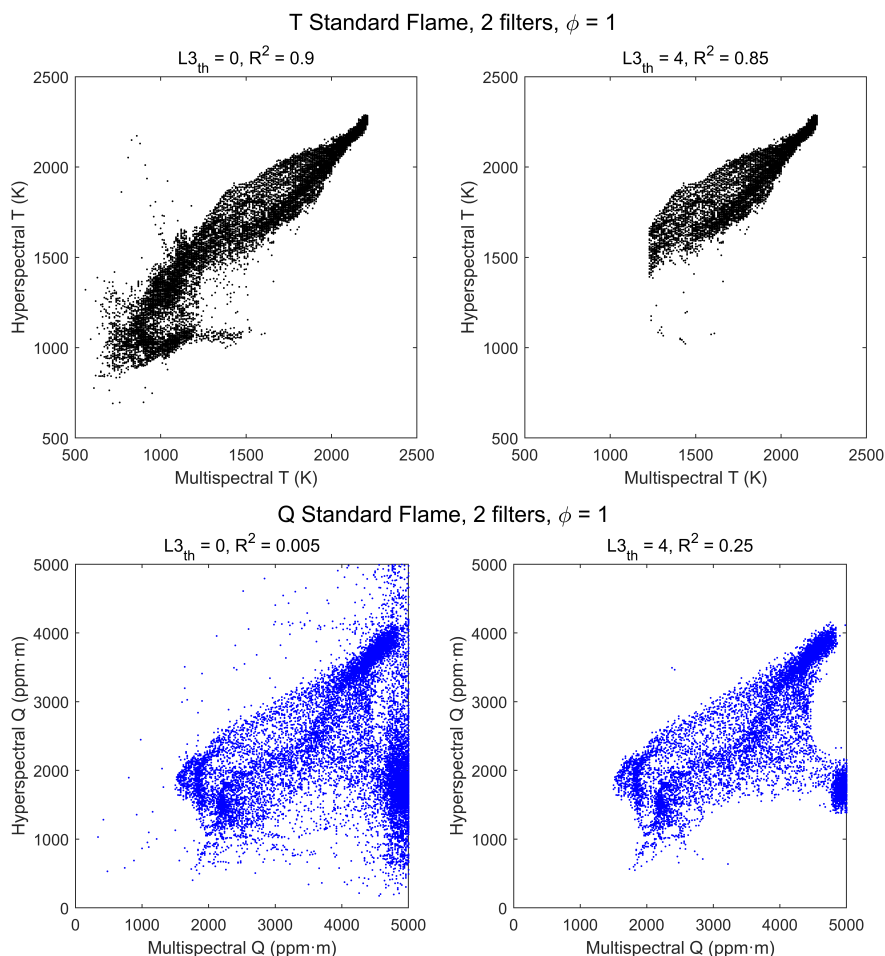 T Standard Flame, 2 filters, ϕ = 1
L3th = 0, R² = 0.9
L3th = 4, R² = 0.85
2500
2000
1500
1000
500
Hyperspectral T (K)
500 1000 1500 2000 2500
Multispectral T (K)
2500
2000
1500
1000
500
Hyperspectral T (K)
500 1000 1500 2000 2500
Multispectral T (K)
Q Standard Flame, 2 filters, ϕ = 1
L3th = 0, R² = 0.005
L3th = 4, R² = 0.25
5000
4000
3000
2000
1000
0
Hyperspectral Q (ppm·m)
0 1000 2000 3000 4000 5000
Multispectral Q (ppm·m)
5000
4000
3000
2000
1000
0
Hyperspectral Q (ppm·m)
0 1000 2000 3000 4000 5000
Multispectral Q (ppm·m)